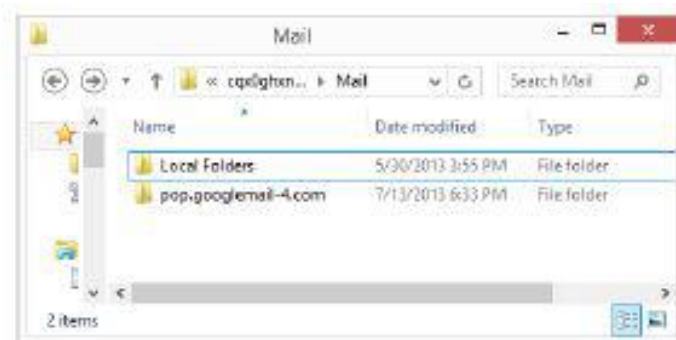 Mail
Mail
Search Mail
Name Date modified Type
Local Folders 5/30/2013 3:55 PM File folder
pop.googlemail-4.com 7/13/2013 6:33 PM File folder
2 items